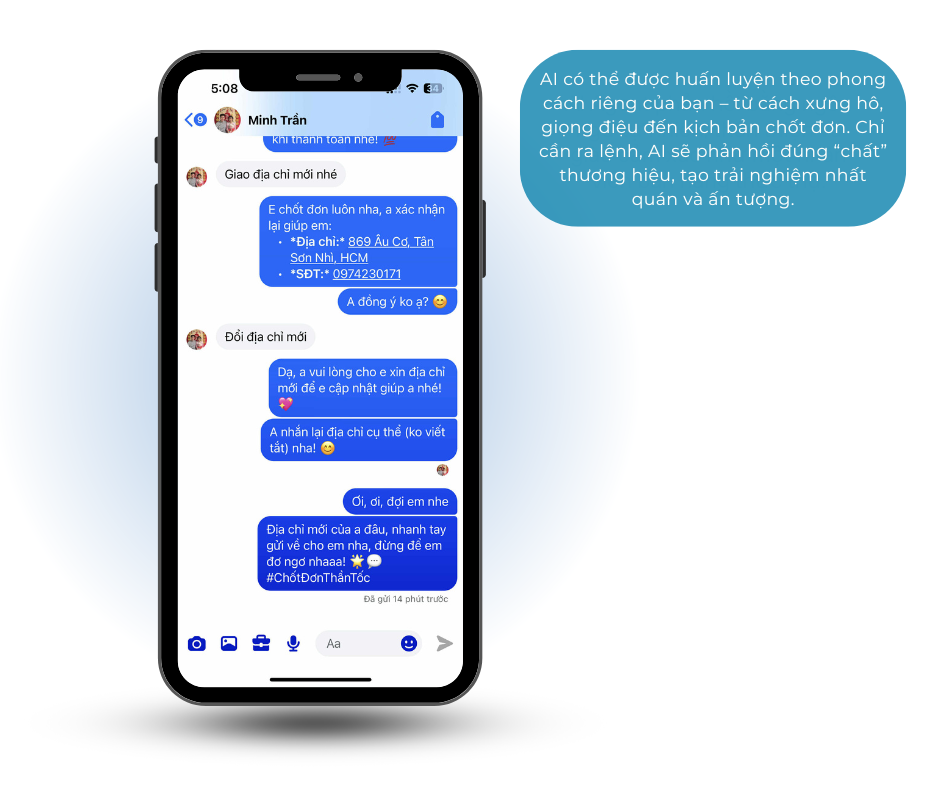 5:08
34
9
Minh Trần
khi thanh toán nhé! 💯
Giao địa chỉ mới nhé
E chốt đơn luôn nha, a xác nhận
lại giúp em:
• *Địa chỉ:* 869 Âu Cơ, Tân
Sơn Nhì, HCM
• *SĐT:* 0974230171
A đồng ý ko ạ? 😊
Đổi địa chỉ mới
Dạ, a vui lòng cho e xin địa chỉ
mới để e cập nhật giúp a nhé!
💖
A nhắn lại địa chỉ cụ thể (ko viết
tắt) nha! 😊
Ơi, ơi, đợi em nhe
Địa chỉ mới của a đâu, nhanh tay
gửi về cho em nha, đừng để em
đơ ngơ nhaaa! 🌟💬
#ChốtĐơnThầnTốc
Đã gửi 14 phút trước
Aa
AI có thể được huấn luyện theo phong
cách riêng của bạn – từ cách xưng hô,
giọng điệu đến kịch bản chốt đơn. Chỉ
cần ra lệnh, AI sẽ phản hồi đúng “chất”
thương hiệu, tạo trải nghiệm nhất
quán và ấn tượng.